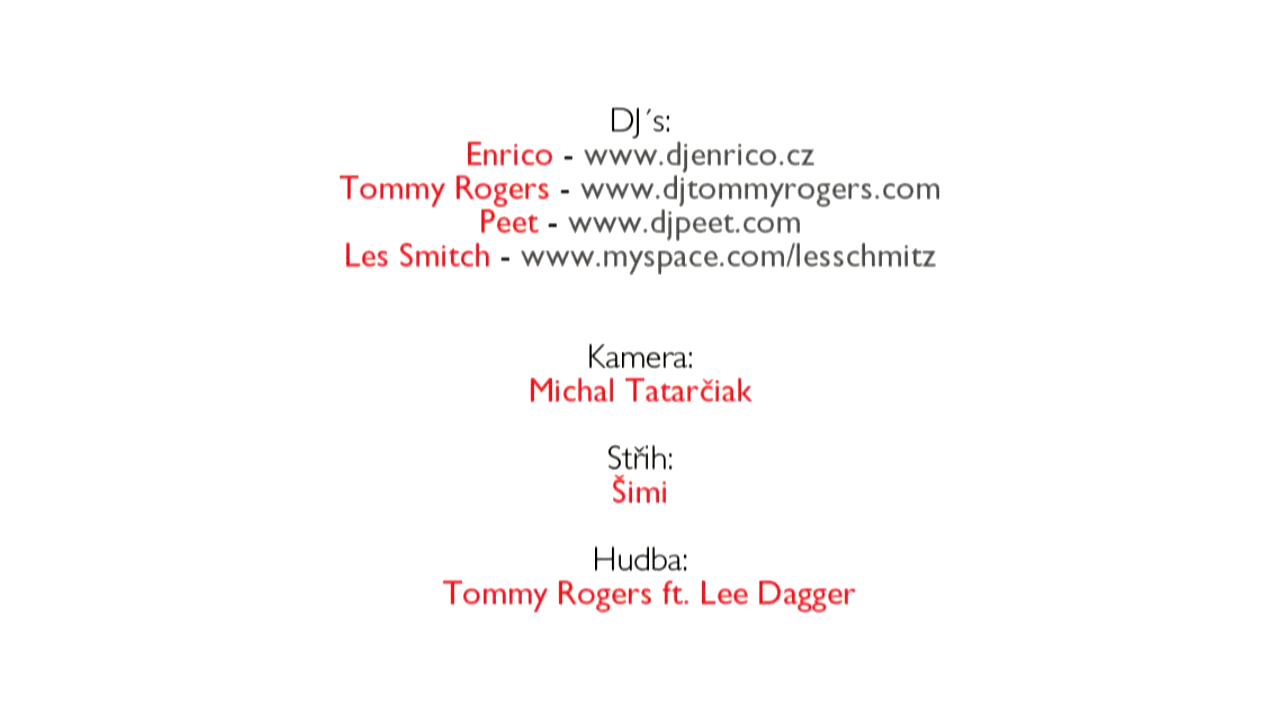 DJ´s:
Enrico - www.djenrico.cz
Tommy Rogers - www.djtommyrogers.com
Peet - www.djpeet.com
Les Smitch - www.myspace.com/lesschmitz
Kamera:
Michal Tatarčiak
Střih:
Šimi
Hudba:
Tommy Rogers ft. Lee Dagger